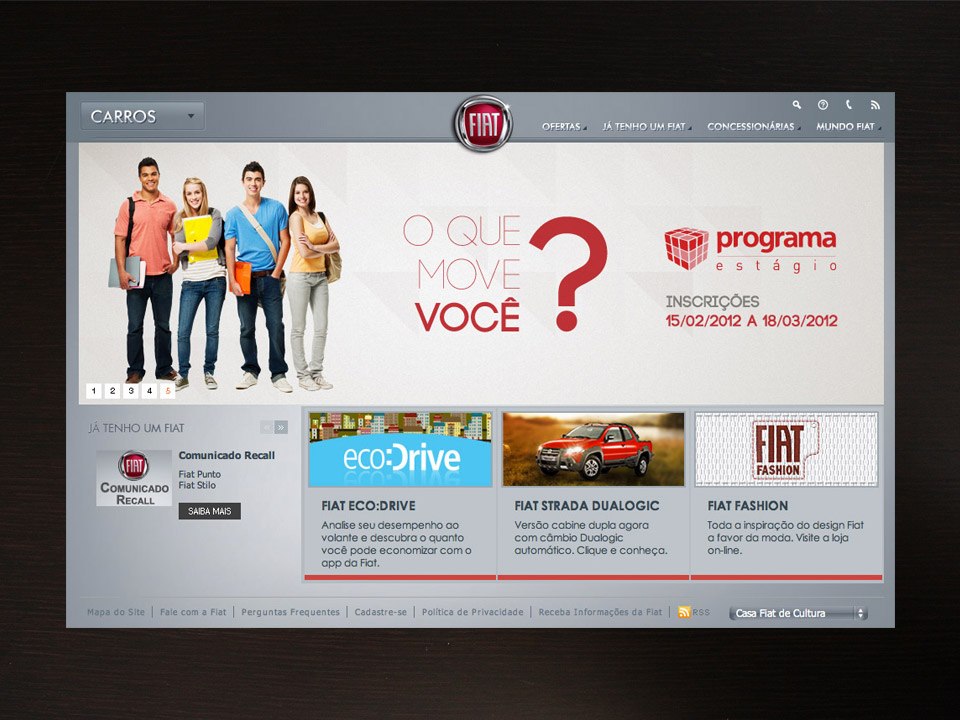 CARROS
FIAT
OFERTAS
JÁ TENHO UM FIAT
CONCESSIONÁRIAS
MUNDO FIAT
O QUE
MOVE
VOCÊ
?
programa
estágio
INSCRIÇÕES
15/02/2012 A 18/03/2012
1 2 3 4 5
JÁ TENHO UM FIAT
FIAT
COMUNICADO
RECALL
Comunicado Recall
Fiat Punto
Fiat Stilo
SAIBA MAIS
eco:Drive
FIAT ECO:DRIVE
Analise seu desempenho ao
volante e descubra o quanto
você pode economizar com o
app da Fiat.
FIAT STRADA DUALOGIC
Versão cabine dupla agora
com câmbio Dualogic
automático. Clique e conheça.
FIAT
FASHION
FIAT FASHION
Toda a inspiração do design Fiat
a favor da moda. Visite a loja
on-line.
Mapa do Site | Fale com a Fiat | Perguntas Frequentes | Cadastre-se | Política de Privacidade | Receba Informações da Fiat | RSS
Casa Fiat de Cultura